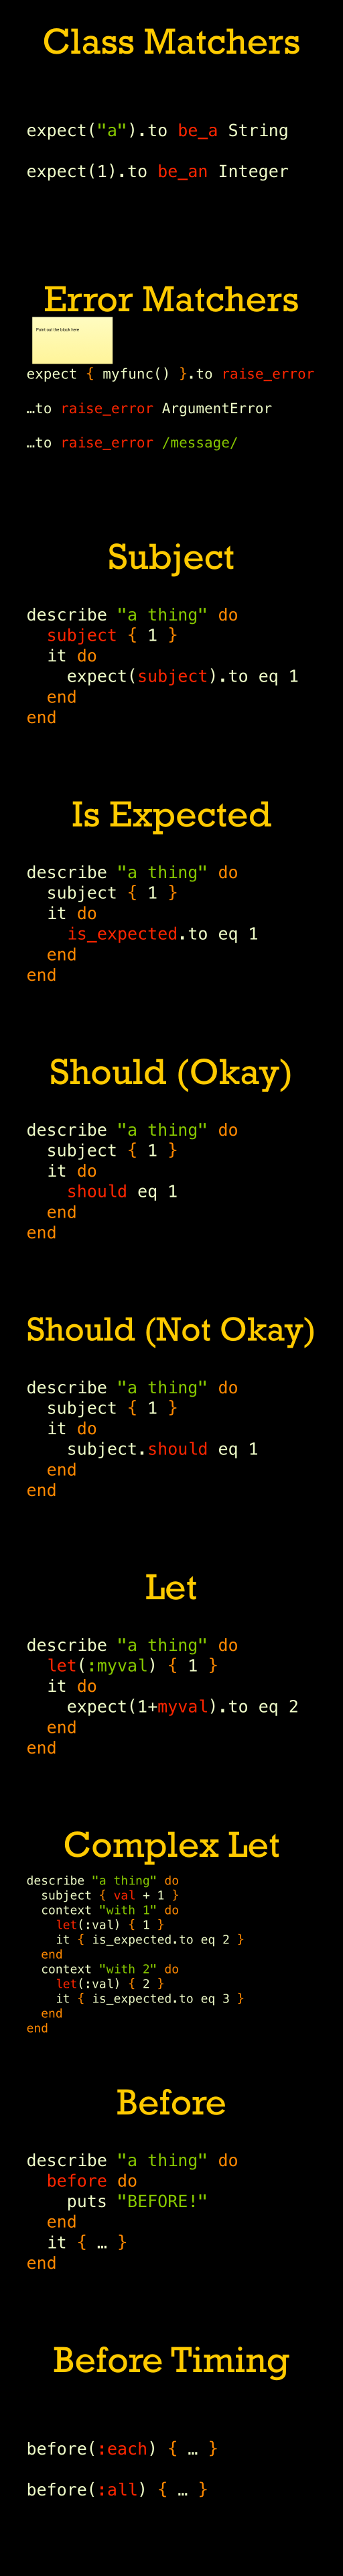 Class Matchers
expect("a").to be_a String
expect(1).to be_an Integer
Error Matchers
Point out the block here
expect { myfunc() }.to raise_error
…to raise_error ArgumentError
…to raise_error /message/
Subject
describe "a thing" do
  subject { 1 }
  it do
    expect(subject).to eq 1
  end
end
Is Expected
describe "a thing" do
  subject { 1 }
  it do
    is_expected.to eq 1
  end
end
Should (Okay)
describe "a thing" do
  subject { 1 }
  it do
    should eq 1
  end
end
Should (Not Okay)
describe "a thing" do
  subject { 1 }
  it do
    subject.should eq 1
  end
end
Let
describe "a thing" do
  let(:myval) { 1 }
  it do
    expect(1+myval).to eq 2
  end
end
Complex Let
describe "a thing" do
  subject { val + 1 }
  context "with 1" do
    let(:val) { 1 }
    it { is_expected.to eq 2 }
  end
  context "with 2" do
    let(:val) { 2 }
    it { is_expected.to eq 3 }
  end
end
Before
describe "a thing" do
  before do
    puts "BEFORE!"
  end
  it { … }
end
Before Timing
before(:each) { … }
before(:all) { … }